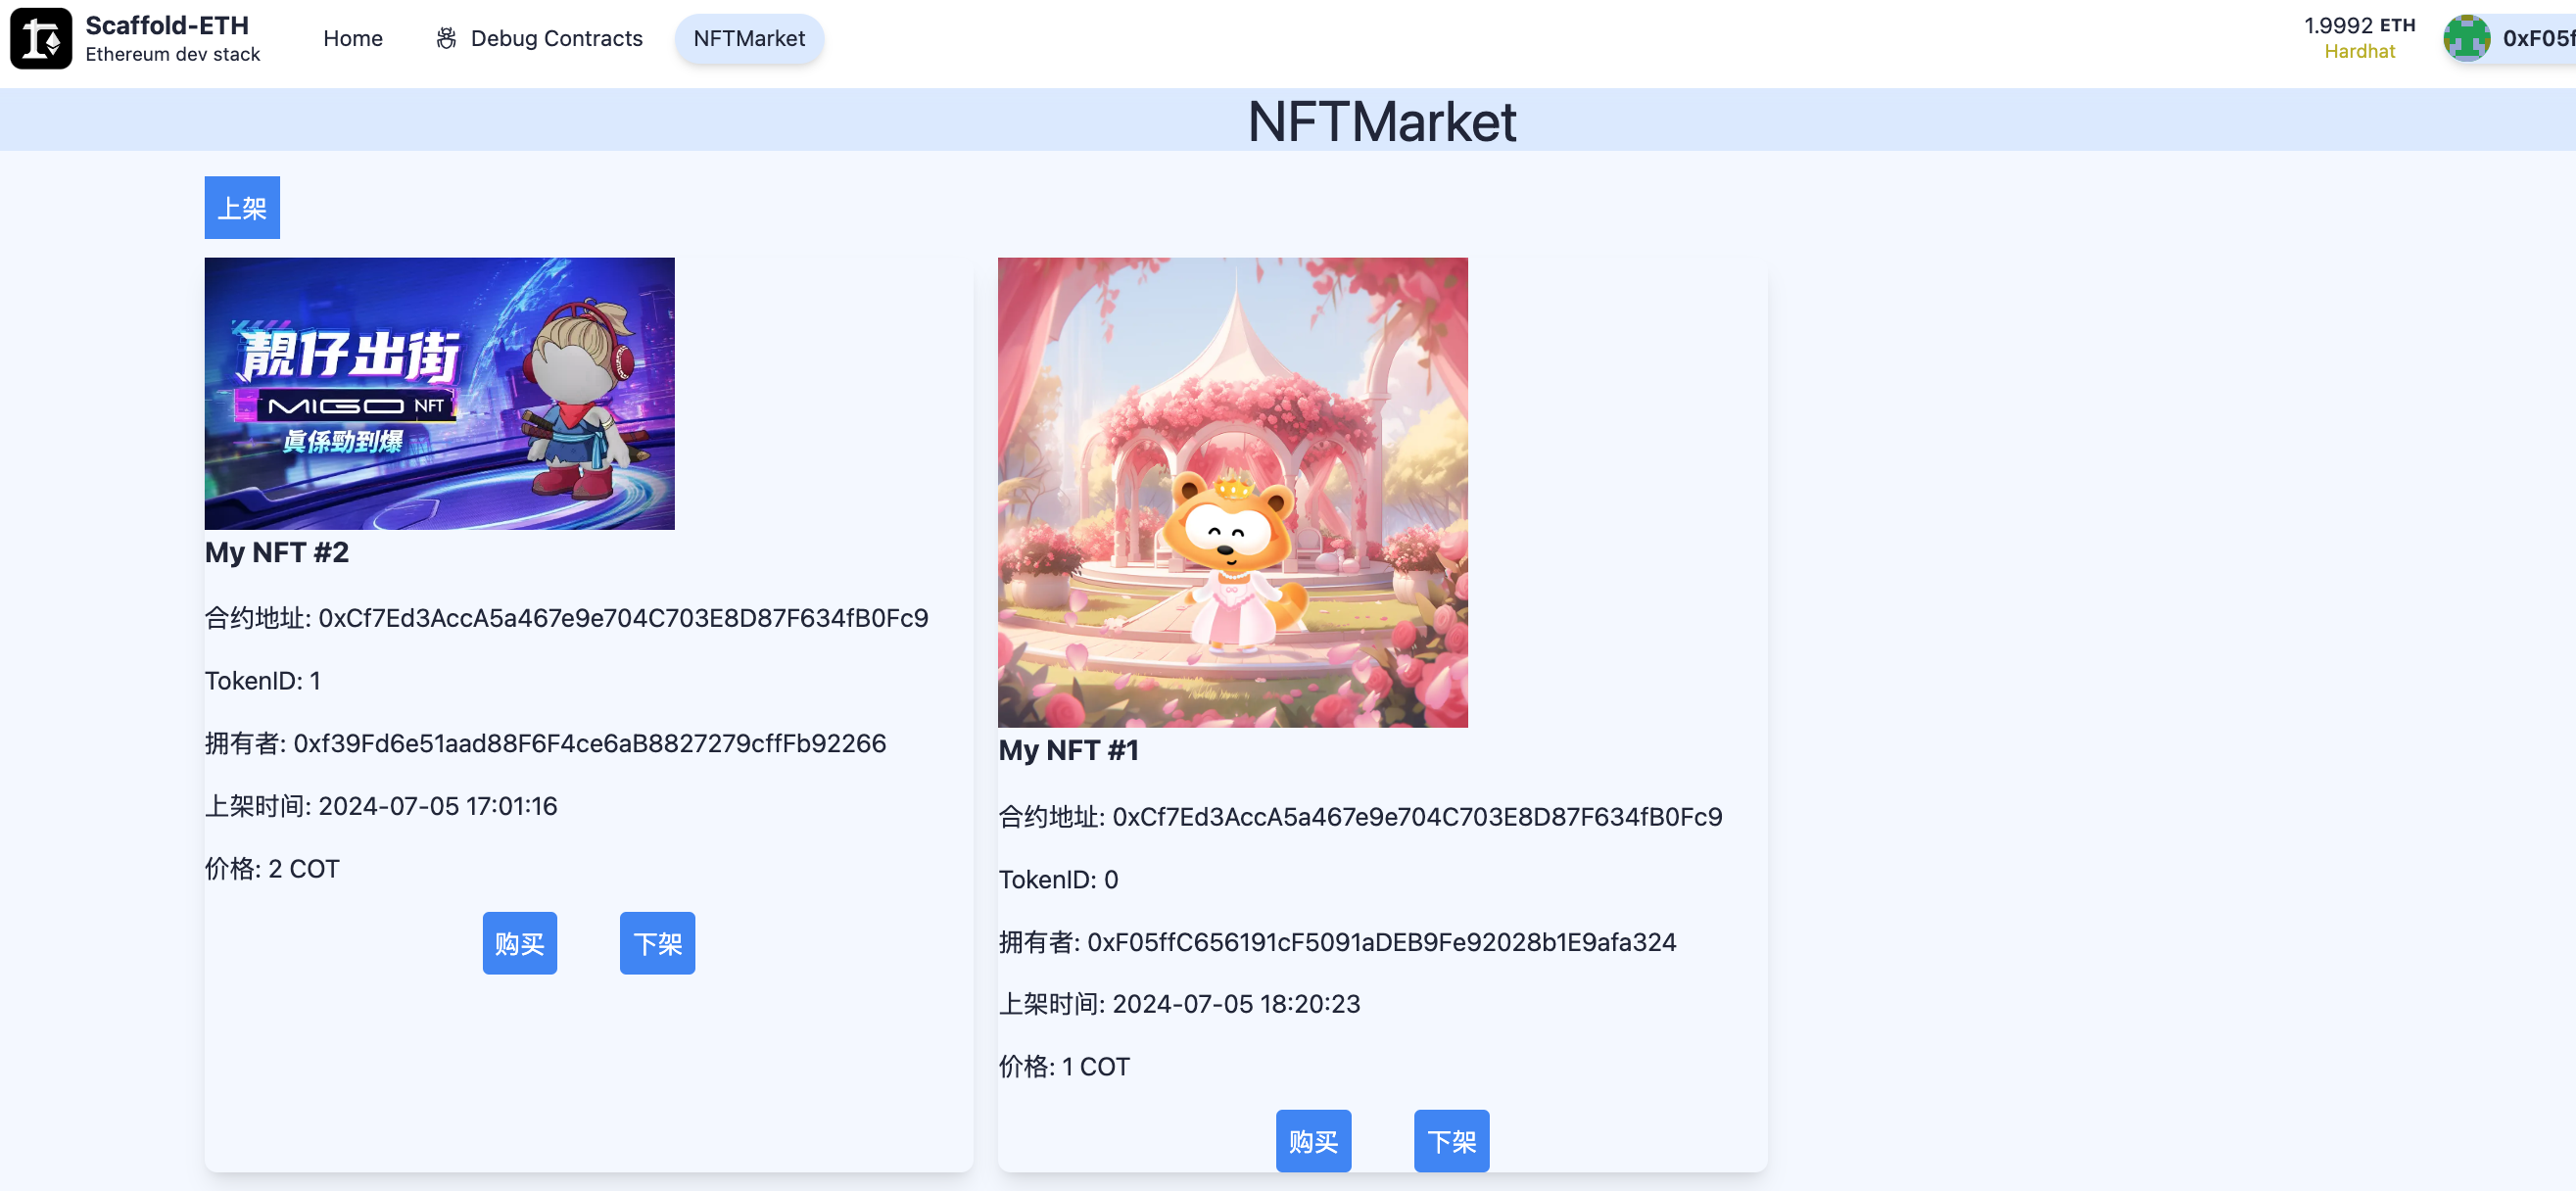 Scaffold-ETH
Ethereum dev stack
Home
Debug Contracts
NFTMarket
1.9992 ETH
Hardhat
0xF05f
NFTMarket
上架
靚仔出街
MIGO NFT
真係勁到爆
My NFT #2
合约地址: 0xCf7Ed3AccA5a467e9e704C703E8D87F634fB0Fc9
TokenID: 1
拥有者: 0xf39Fd6e51aad88F6F4ce6aB8827279cffFb92266
上架时间: 2024-07-05 17:01:16
价格: 2 COT
购买
下架
My NFT #1
合约地址: 0xCf7Ed3AccA5a467e9e704C703E8D87F634fB0Fc9
TokenID: 0
拥有者: 0xF05ffC656191cF5091aDEB9Fe92028b1E9afa324
上架时间: 2024-07-05 18:20:23
价格: 1 COT
购买
下架